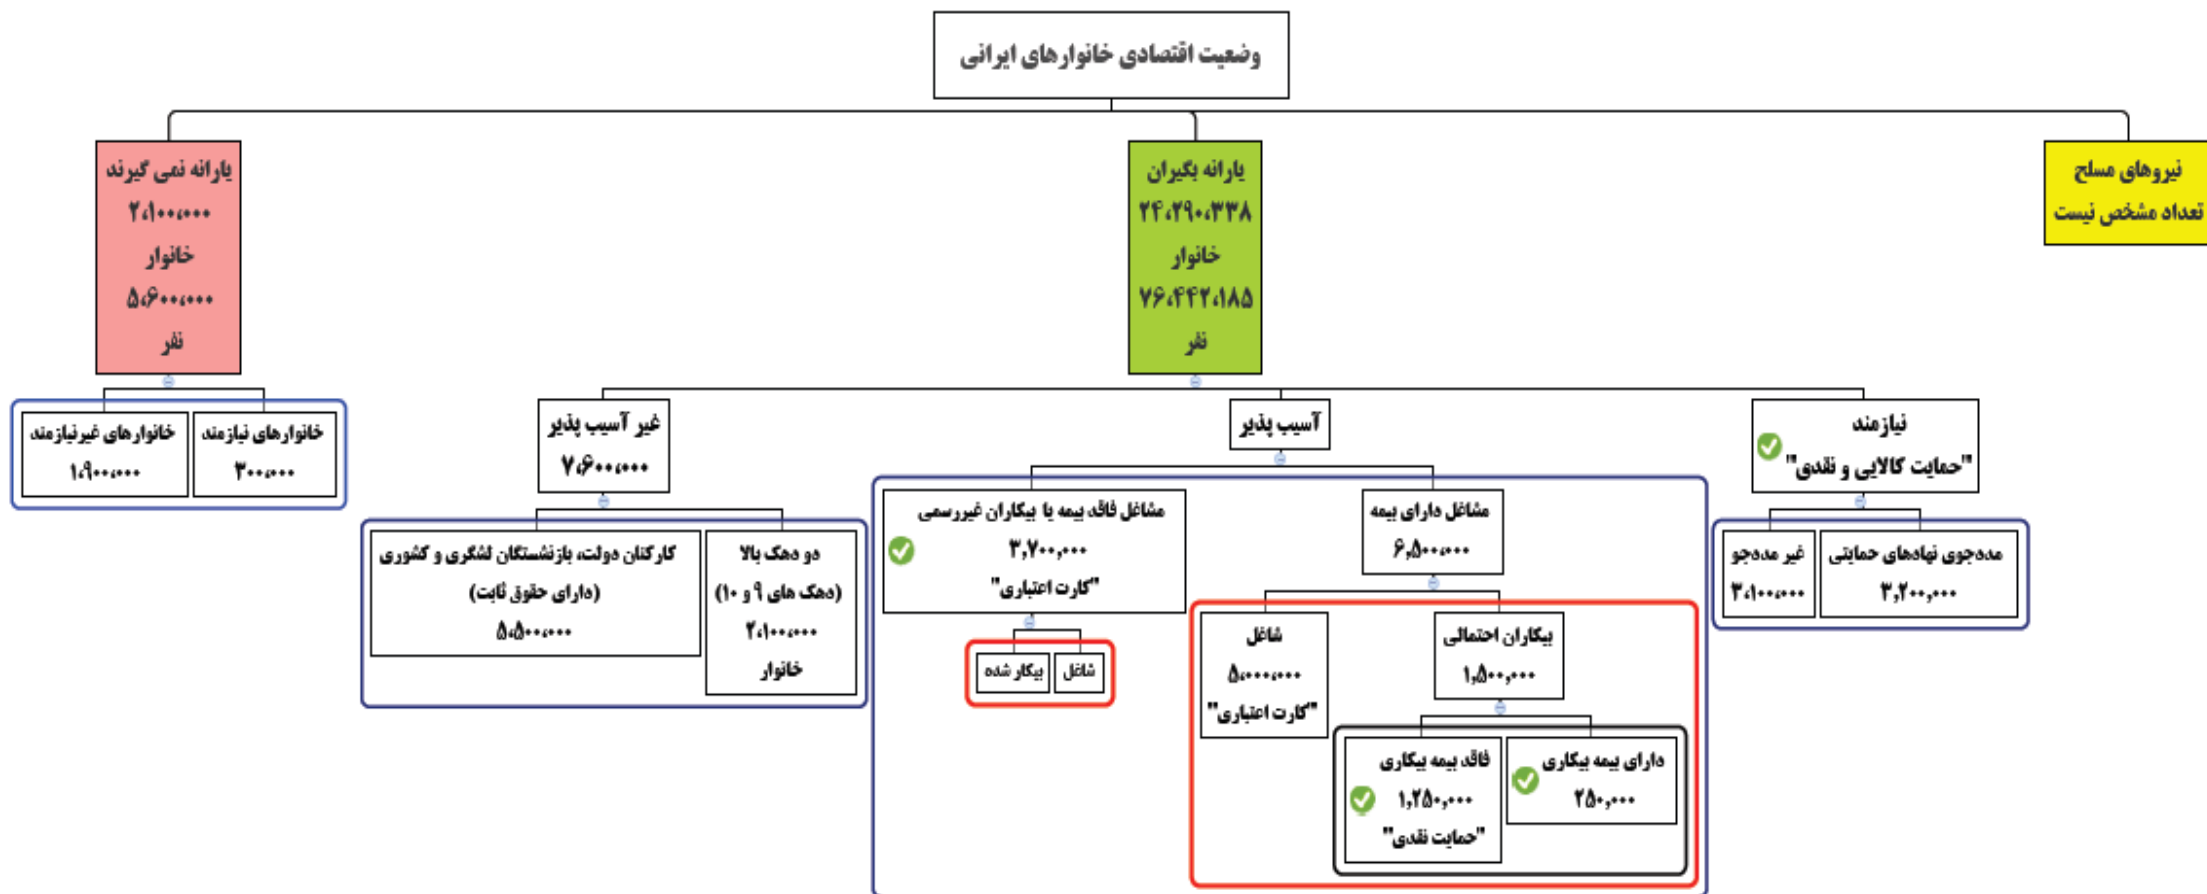 وضعیت اقتصادی خانوارهای ایرانی
نیروهای مسلح
تعداد مشخص نیست
یارانه بگیران
۲۴،۲۹۰،۳۳۸
خانوار
۷۶،۴۴۲،۱۸۵
نفر
یارانه نمی گیرند
۲،۱۰۰،۰۰۰
خانوار
۵،۶۰۰،۰۰۰
نفر
نیازمند
"حمایت کالایی و نقدی"
آسیب پذیر
غیر آسیب پذیر
۷،۶۰۰،۰۰۰
خانوارهای نیازمند
۳۰۰،۰۰۰
خانوارهای غیرنیازمند
۱،۹۰۰،۰۰۰
مددجوی نهادهای حمایتی
۳,۲۰۰,۰۰۰
غیر مددجو
۳،۱۰۰،۰۰۰
مشاغل دارای بیمه
۶,۵۰۰,۰۰۰
مشاغل فاقد بیمه یا بیکاران غیررسمی
۳,۷۰۰,۰۰۰
"کارت اعتباری"
دو دهک بالا
(دهک های ۹ و ۱۰)
۲،۱۰۰،۰۰۰
خانوار
کارکنان دولت، بازنشستگان لشگری و کشوری
(دارای حقوق ثابت)
۵،۵۰۰،۰۰۰
بیکاران احتمالی
۱,۵۰۰,۰۰۰
شاغل
۵،۰۰۰،۰۰۰
"کارت اعتباری"
شاغل
بیکار شده
دارای بیمه بیکاری
۲۵۰,۰۰۰
فاقد بیمه بیکاری
۱,۲۵۰,۰۰۰
"حمایت نقدی"